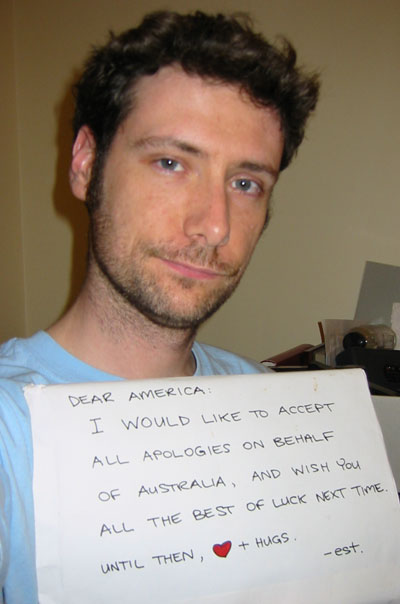 DEAR AMERICA:
I WOULD LIKE TO ACCEPT
ALL APOLOGIES ON BEHALF
OF AUSTRALIA, AND WISH YOU
ALL THE BEST OF LUCK NEXT TIME.
UNTIL THEN, ♥ + HUGS.
-est.